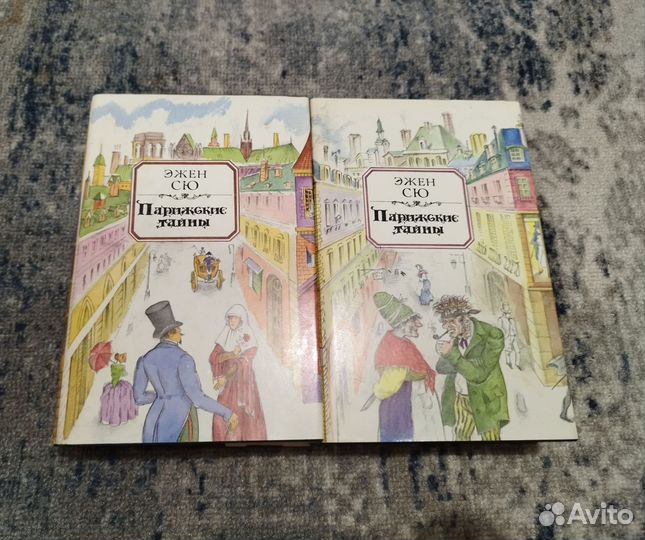 ЭЖЕН
СЮ
Парижские
тайны
ЭЖЕН
СЮ
Парижские
тайны
Avito